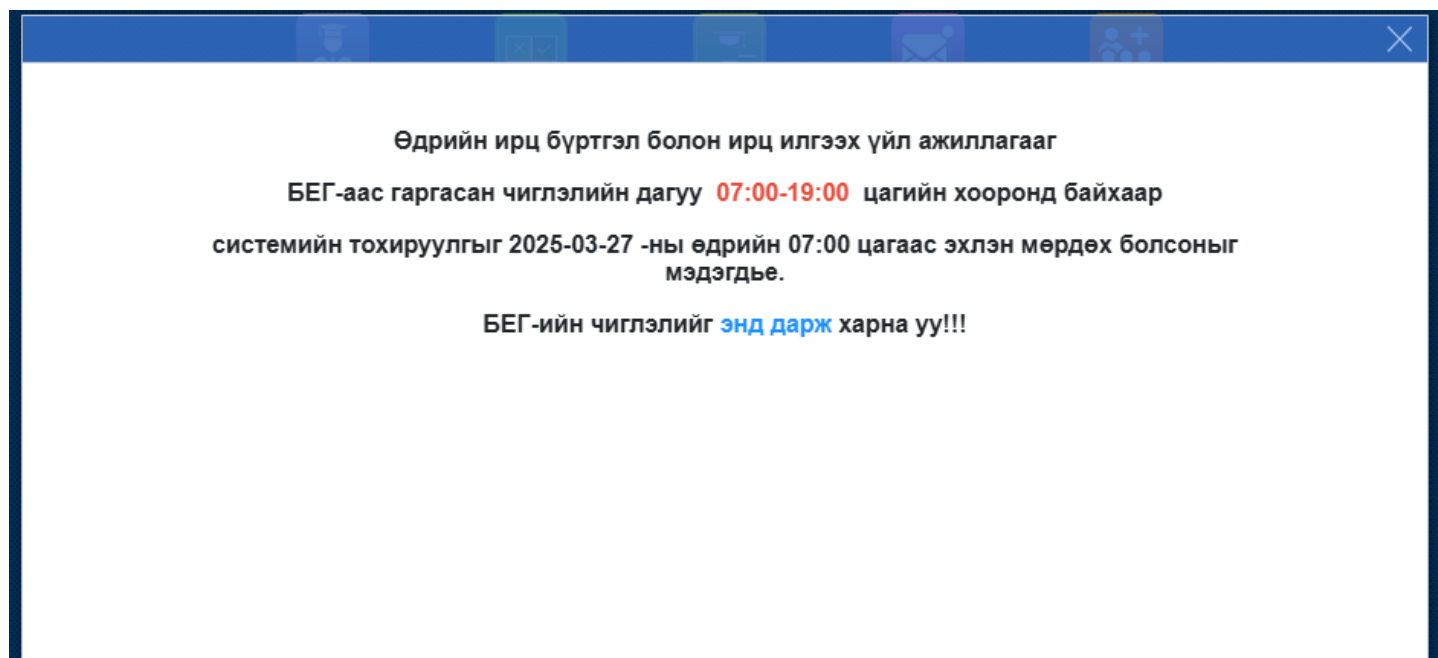 Өдрийн ирц бүртгэл болон ирц илгээх үйл ажиллагааг
БЕГ-аас гаргасан чиглэлийн дагуу 07:00-19:00 цагийн хооронд байхаар
системийн тохируулгыг 2025-03-27 -ны өдрийн 07:00 цагаас эхлэн мөрдөх болсоныг
мэдэгдье.
БЕГ-ийн чиглэлийг энд дарж харна уу!!!